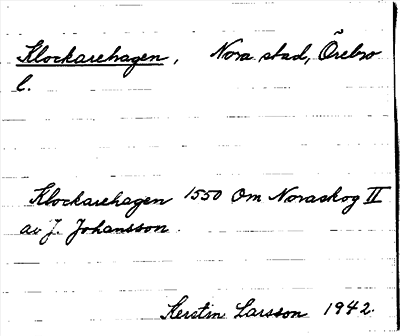 Klockarehagen, Nora stad, Örebro
l.
Klockarehagen 1550 Om Noraskog II
av J. Johansson.
Kerstin Larsson 1942.